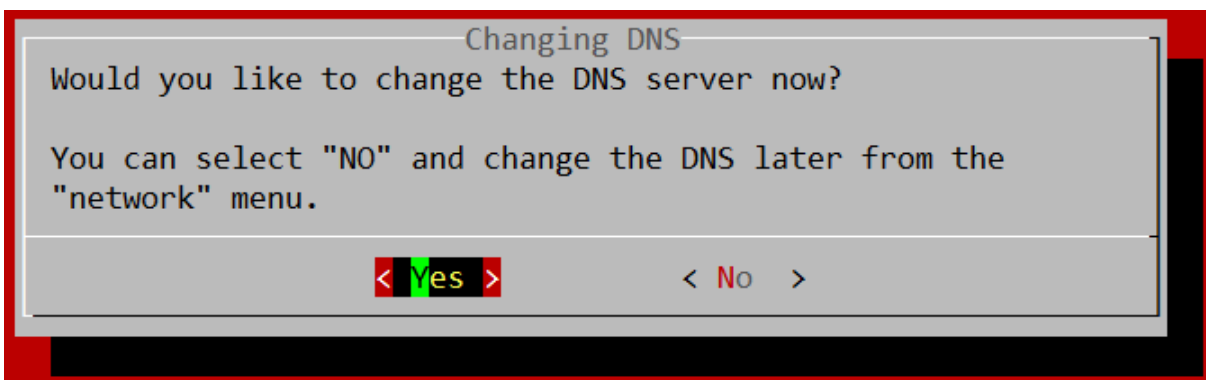 Changing DNS
Would you like to change the DNS server now?
You can select "NO" and change the DNS later from the
"network" menu.
< Yes > < No >